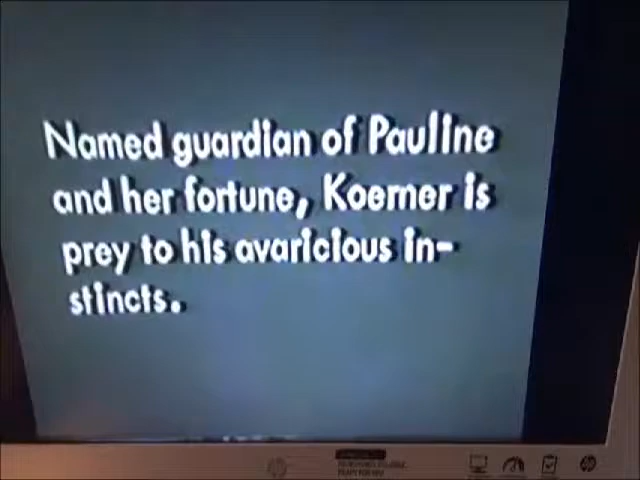 Named guardian of Pauline
and her fortune, Koerner is
prey to his avaricious in-
stincts.